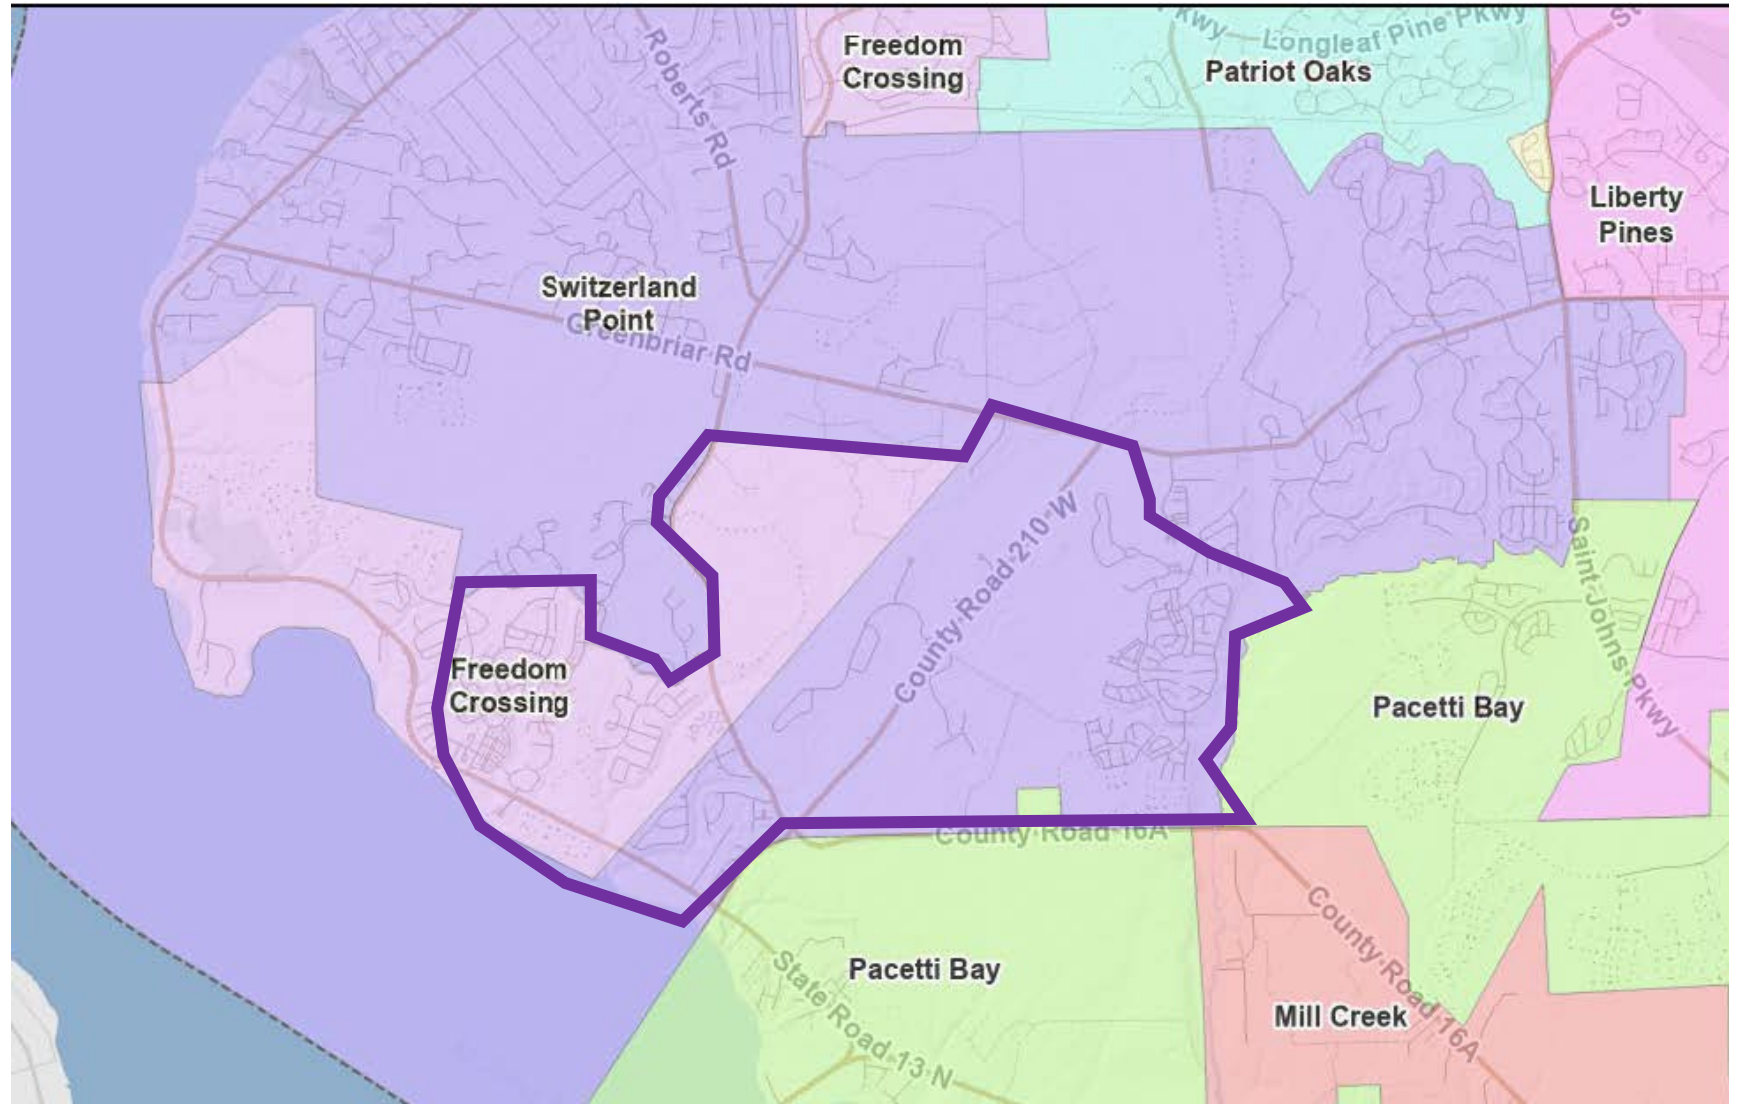 Freedom
Crossing
Pkwy
Longleaf Pine Pkwy
Patriot Oaks
St
Roberts Rd
Liberty
Pines
Switzerland
Point
Greenbriar Rd
County Road 210 W
Saint Johns Pkwy
Freedom
Crossing
Pacetti Bay
County Road 16A
Pacetti Bay
State Road 13 N
County Road 16A
Mill Creek